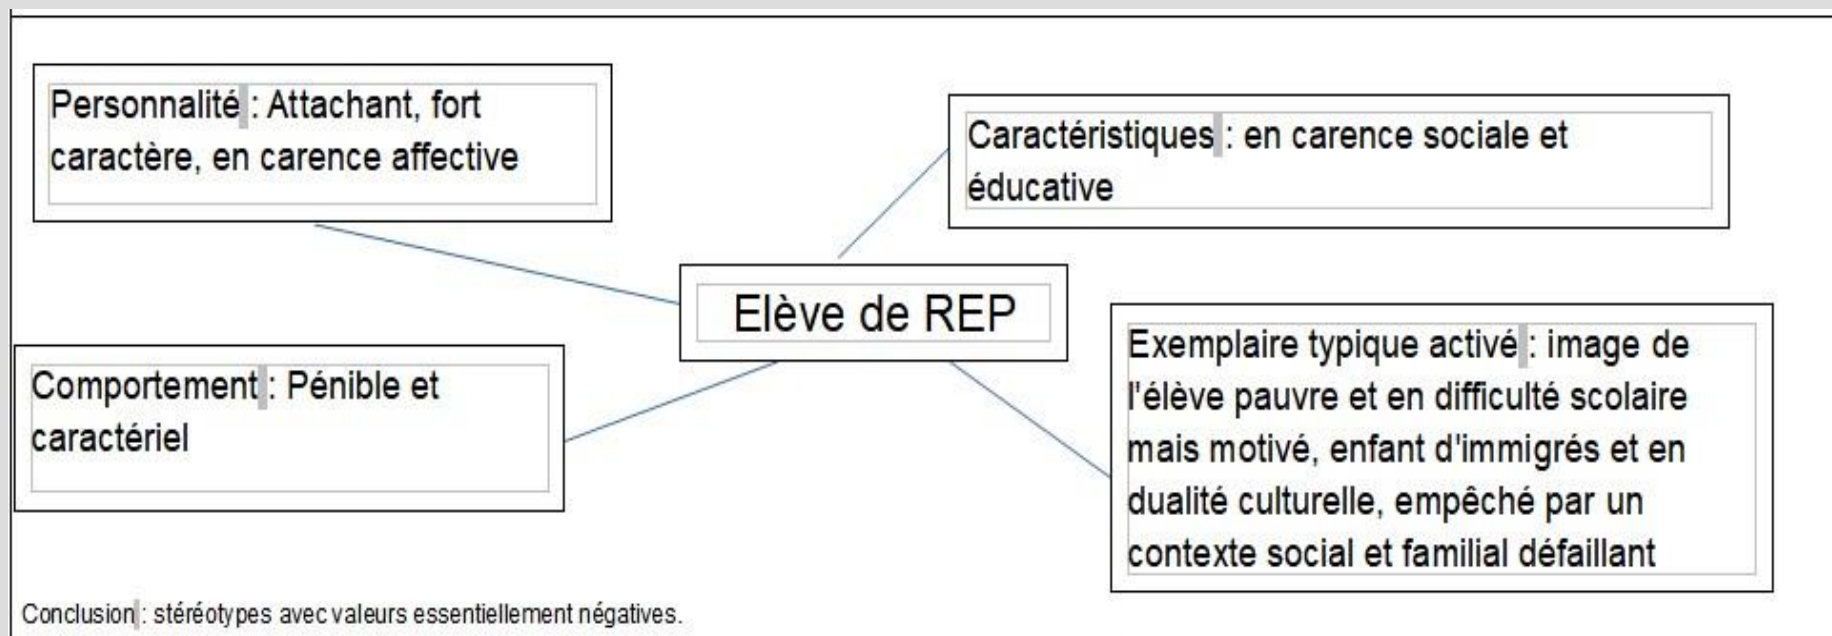 Personnalité : Attachant, fort
caractère, en carence affective
Caractéristiques : en carence sociale et
éducative
Elève de REP
Comportement : Pénible et
caractériel
Exemplaire typique activé : image de
l'élève pauvre et en difficulté scolaire
mais motivé, enfant d'immigrés et en
dualité culturelle, empêché par un
contexte social et familial défaillant
Conclusion : stéréotypes avec valeurs essentiellement négatives.